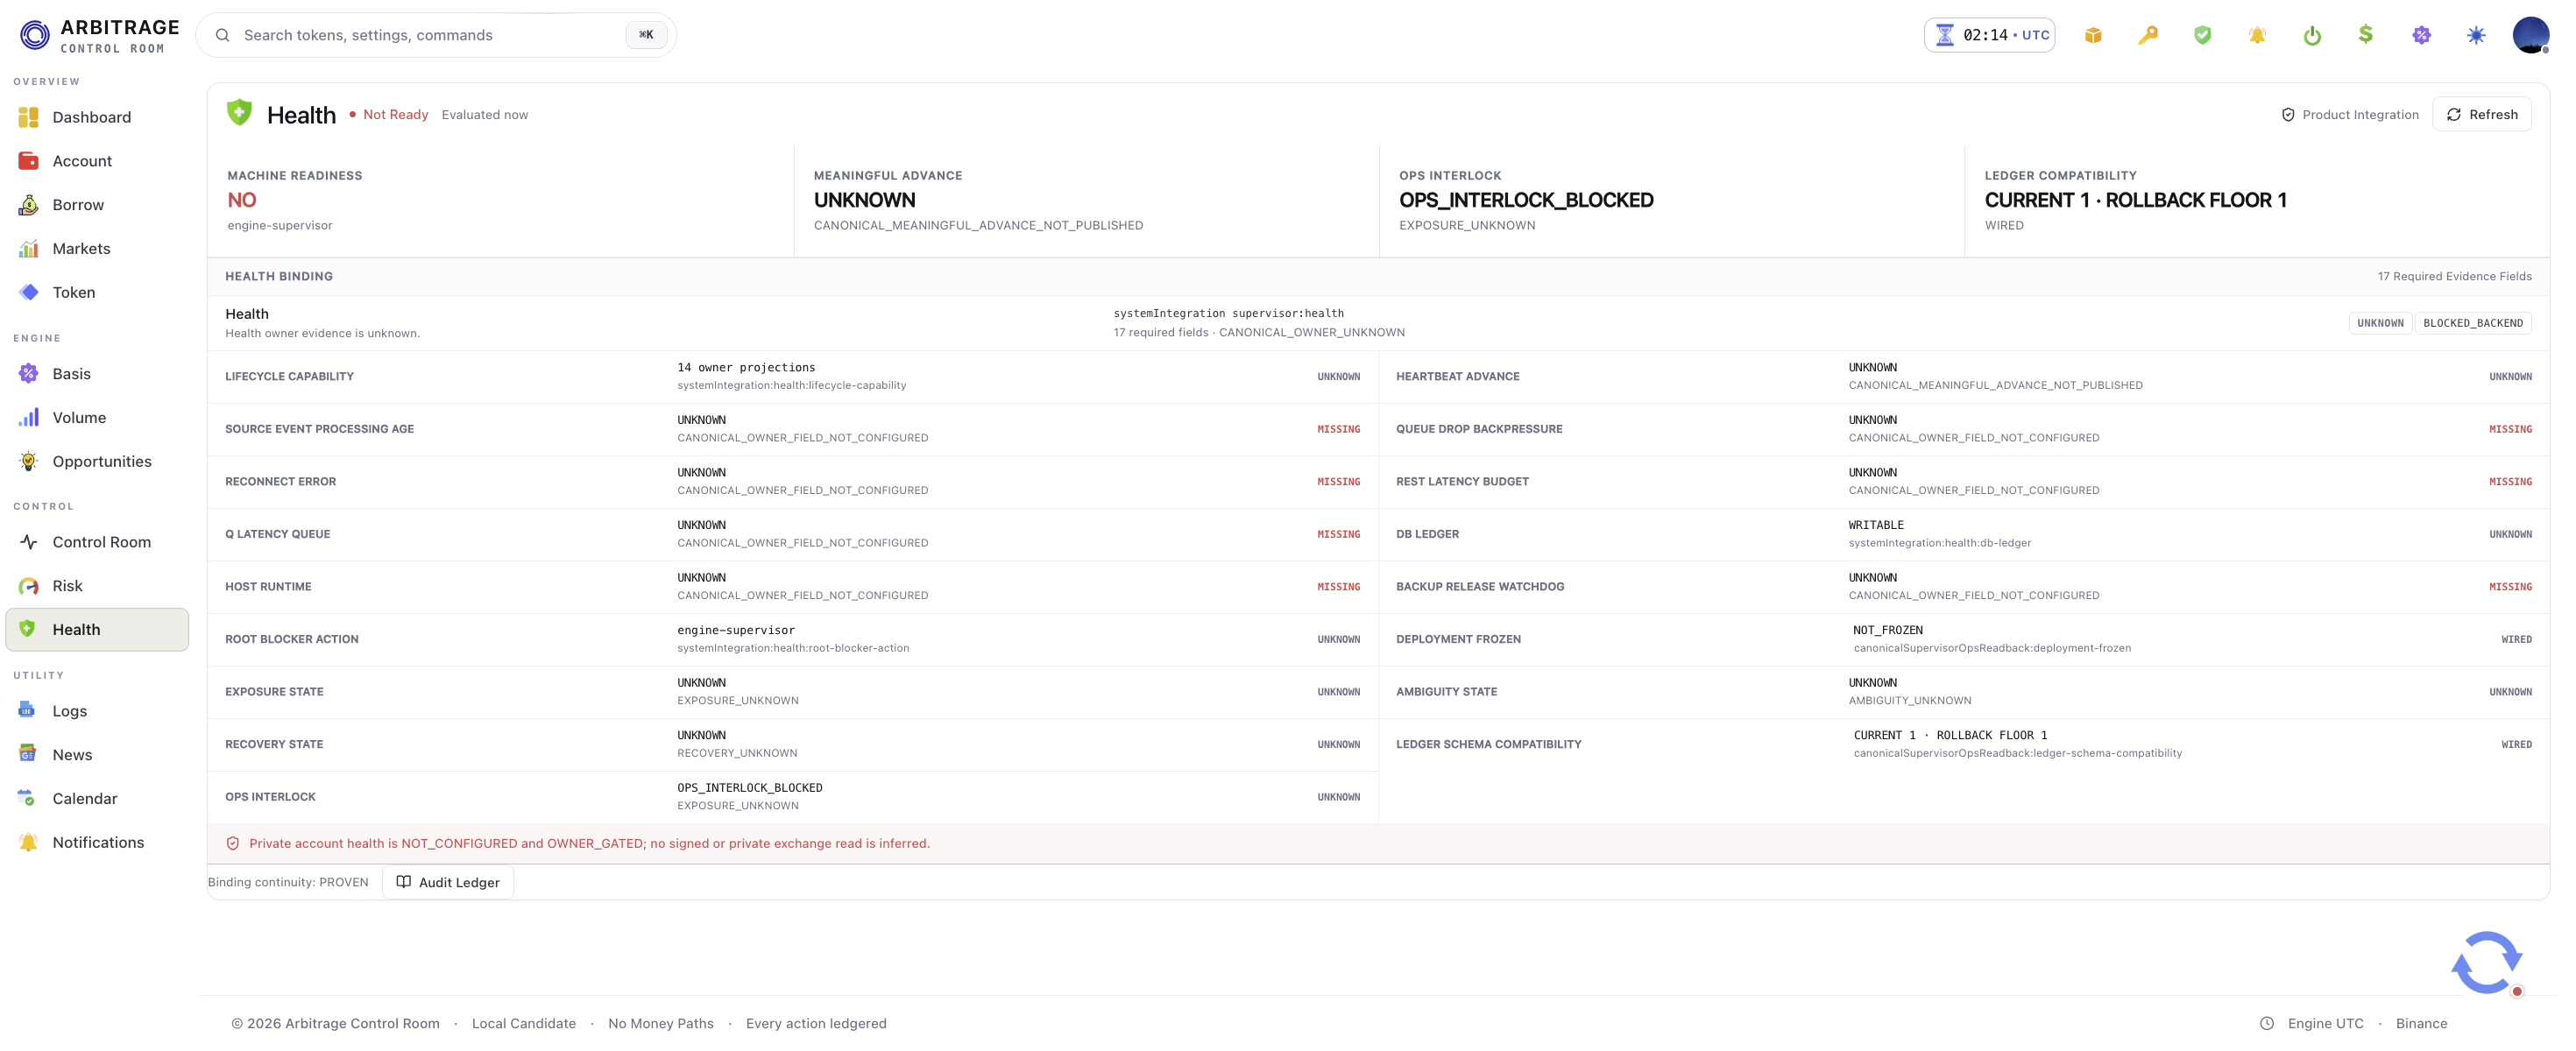 ARBITRAGE
CONTROL ROOM
Search tokens, settings, commands
⌘K
02:14 • UTC
OVERVIEW
Dashboard
Account
Borrow
Markets
Token
ENGINE
Basis
Volume
Opportunities
CONTROL
Control Room
Risk
Health
UTILITY
Logs
News
Calendar
Notifications
Health
• Not Ready
Evaluated now
Product Integration
Refresh
MACHINE READINESS
NO
engine-supervisor
MEANINGFUL ADVANCE
UNKNOWN
CANONICAL_MEANINGFUL_ADVANCE_NOT_PUBLISHED
OPS INTERLOCK
OPS_INTERLOCK_BLOCKED
EXPOSURE_UNKNOWN
LEDGER COMPATIBILITY
CURRENT 1 · ROLLBACK FLOOR 1
WIRED
HEALTH BINDING
17 Required Evidence Fields
Health
Health owner evidence is unknown.
systemIntegration supervisor:health
17 required fields · CANONICAL_OWNER_UNKNOWN
UNKNOWN
BLOCKED_BACKEND
LIFECYCLE CAPABILITY
14 owner projections
systemIntegration:health:lifecycle-capability
UNKNOWN
HEARTBEAT ADVANCE
UNKNOWN
CANONICAL_MEANINGFUL_ADVANCE_NOT_PUBLISHED
UNKNOWN
SOURCE EVENT PROCESSING AGE
UNKNOWN
CANONICAL_OWNER_FIELD_NOT_CONFIGURED
MISSING
QUEUE DROP BACKPRESSURE
UNKNOWN
CANONICAL_OWNER_FIELD_NOT_CONFIGURED
MISSING
RECONNECT ERROR
UNKNOWN
CANONICAL_OWNER_FIELD_NOT_CONFIGURED
MISSING
REST LATENCY BUDGET
UNKNOWN
CANONICAL_OWNER_FIELD_NOT_CONFIGURED
MISSING
Q LATENCY QUEUE
UNKNOWN
CANONICAL_OWNER_FIELD_NOT_CONFIGURED
MISSING
DB LEDGER
WRITABLE
systemIntegration:health:db-ledger
UNKNOWN
HOST RUNTIME
UNKNOWN
CANONICAL_OWNER_FIELD_NOT_CONFIGURED
MISSING
BACKUP RELEASE WATCHDOG
UNKNOWN
CANONICAL_OWNER_FIELD_NOT_CONFIGURED
MISSING
ROOT BLOCKER ACTION
engine-supervisor
systemIntegration:health:root-blocker-action
UNKNOWN
DEPLOYMENT FROZEN
NOT_FROZEN
canonicalSupervisorOpsReadback:deployment-frozen
WIRED
EXPOSURE STATE
UNKNOWN
EXPOSURE_UNKNOWN
UNKNOWN
AMBIGUITY STATE
UNKNOWN
AMBIGUITY_UNKNOWN
UNKNOWN
RECOVERY STATE
UNKNOWN
RECOVERY_UNKNOWN
UNKNOWN
LEDGER SCHEMA COMPATIBILITY
CURRENT 1 · ROLLBACK FLOOR 1
canonicalSupervisorOpsReadback:ledger-schema-compatibility
WIRED
OPS INTERLOCK
OPS_INTERLOCK_BLOCKED
EXPOSURE_UNKNOWN
UNKNOWN
Private account health is NOT_CONFIGURED and OWNER_GATED; no signed or private exchange read is inferred.
Binding continuity: PROVEN
Audit Ledger
© 2026 Arbitrage Control Room · Local Candidate · No Money Paths · Every action ledgered
Engine UTC · Binance